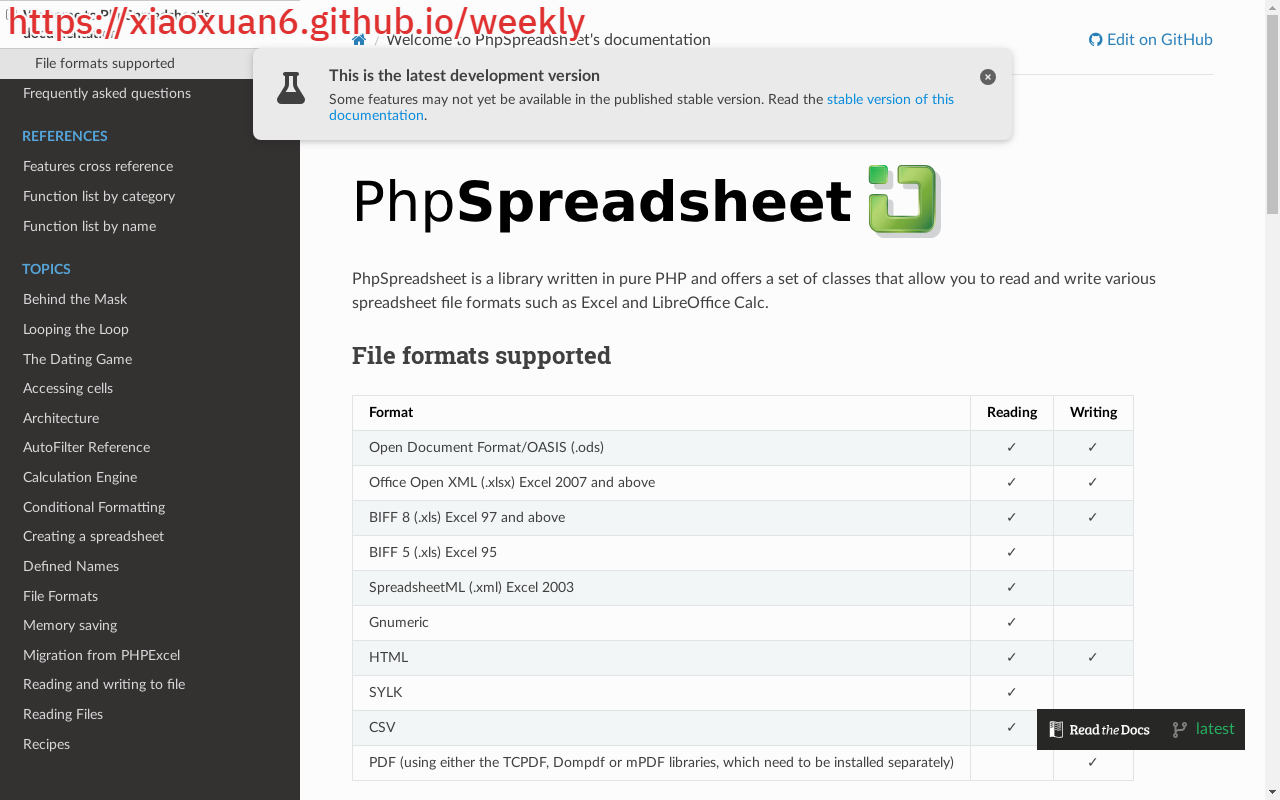 https://xiaoxuan6.github.io/weekly
File formats supported
Frequently asked questions
REFERENCES
Features cross reference
Function list by category
Function list by name
TOPICS
Behind the Mask
Looping the Loop
The Dating Game
Accessing cells
Architecture
AutoFilter Reference
Calculation Engine
Conditional Formatting
Creating a spreadsheet
Defined Names
File Formats
Memory saving
Migration from PHPExcel
Reading and writing to file
Reading Files
Recipes
/ Welcome to PhpSpreadsheet's documentation
Edit on GitHub
This is the latest development version
Some features may not yet be available in the published stable version. Read the stable version of this
documentation.
PhpSpreadsheet
PhpSpreadsheet is a library written in pure PHP and offers a set of classes that allow you to read and write various
spreadsheet file formats such as Excel and LibreOffice Calc.
File formats supported
Format Reading Writing
Open Document Format/OASIS (.ods) ✓ ✓
Office Open XML (.xlsx) Excel 2007 and above ✓ ✓
BIFF 8 (.xls) Excel 97 and above ✓ ✓
BIFF 5 (.xls) Excel 95 ✓
SpreadsheetML (.xml) Excel 2003 ✓
Gnumeric ✓
HTML ✓ ✓
SYLK ✓
CSV ✓
PDF (using either the TCPDF, Dompdf or mPDF libraries, which need to be installed separately) ✓
Read the Docs latest